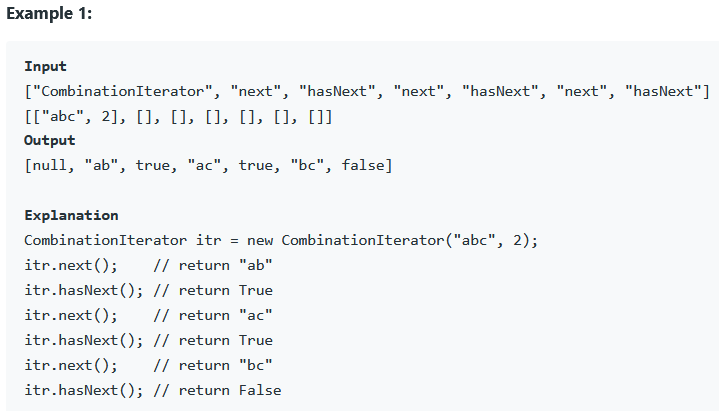 Example 1:
Input
["CombinationIterator", "next", "hasNext", "next", "hasNext", "next", "hasNext"]
[["abc", 2], [], [], [], [], [], []]
Output
[null, "ab", true, "ac", true, "bc", false]
Explanation
CombinationIterator itr = new CombinationIterator("abc", 2);
itr.next();    // return "ab"
itr.hasNext(); // return True
itr.next();    // return "ac"
itr.hasNext(); // return True
itr.next();    // return "bc"
itr.hasNext(); // return False